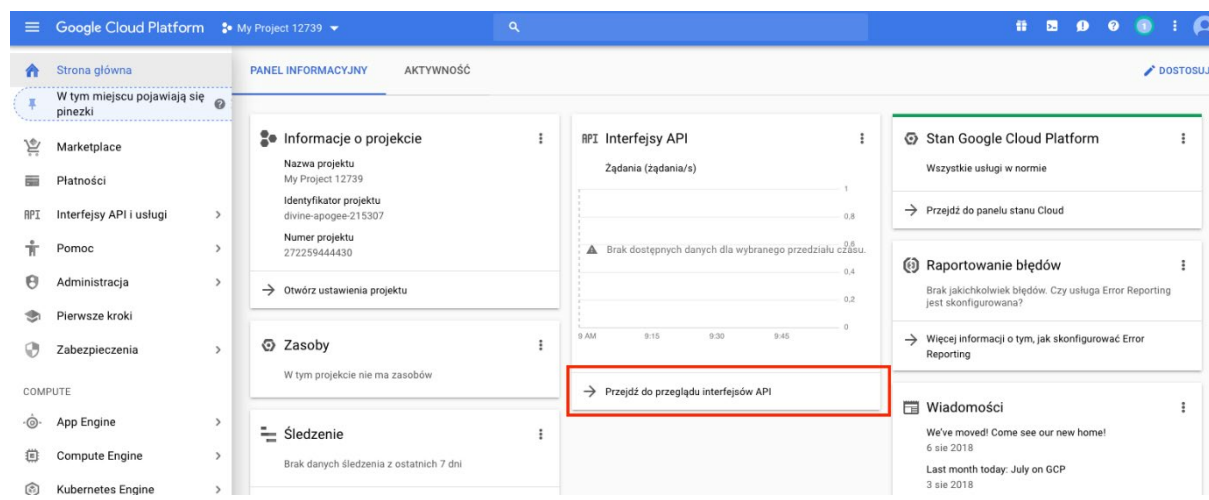 Google Cloud Platform
My Project 12739
1
Strona główna
W tym miejscu pojawiają się
pinezki
Marketplace
Płatności
API Interfejsy API i usługi
Pomoc
Administracja
Pierwsze kroki
Zabezpieczenia
COMPUTE
App Engine
Compute Engine
Kubernetes Engine
PANEL INFORMACYJNY
AKTYWNOŚĆ
DOSTOSUJ
Informacje o projekcie
Nazwa projektu
My Project 12739
Identyfikator projektu
divine-apogee-215307
Numer projektu
272259444430
Otwórz ustawienia projektu
Zasoby
W tym projekcie nie ma zasobów
Śledzenie
Brak danych śledzenia z ostatnich 7 dni
API Interfejsy API
Żądania (żądania/s)
1
0,8
0,6
Brak dostępnych danych dla wybranego przedziału czasu.
0,4
0,2
0
9 AM 9:15 9:30 9:45
Przejdź do przeglądu interfejsów API
Stan Google Cloud Platform
Wszystkie usługi w normie
Przejdź do panelu stanu Cloud
Raportowanie błędów
Brak jakichkolwiek błędów. Czy usługa Error Reporting
jest skonfigurowana?
Więcej informacji o tym, jak skonfigurować Error
Reporting
Wiadomości
We've moved! Come see our new home!
6 sie 2018
Last month today: July on GCP
3 sie 2018